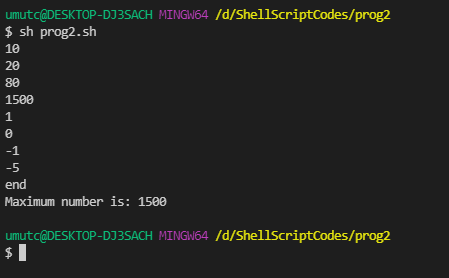 umutc@DESKTOP-DJ3SACH MINGW64 /d/ShellScriptCodes/prog2
$ sh prog2.sh
10
20
80
1500
1
0
-1
-5
end
Maximum number is: 1500
umutc@DESKTOP-DJ3SACH MINGW64 /d/ShellScriptCodes/prog2
$